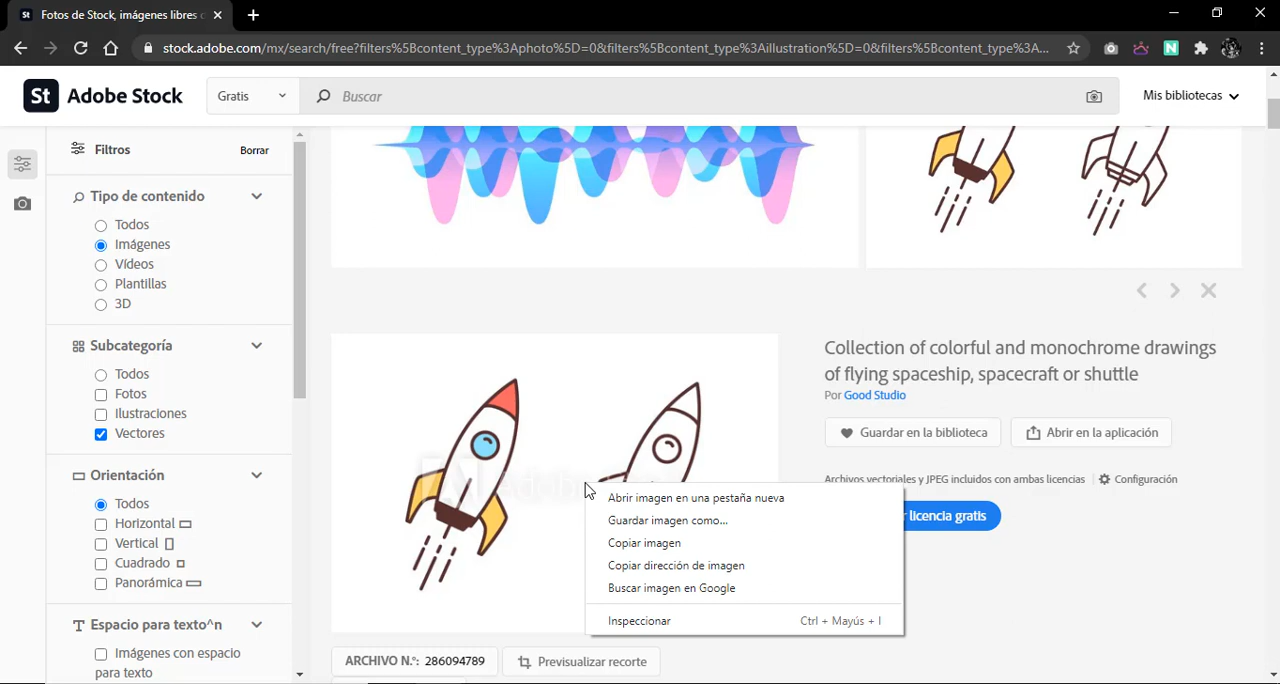 St Fotos de Stock, imágenes libres d
stock.adobe.com/mx/search/free?filters%5Bcontent_type%3Aphoto%5D=0&filters%5Bcontent_type%3Aillustration%5D=0&filters%5Bcontent_type%3A...
St Adobe Stock
Gratis
Buscar
Mis bibliotecas
Filtros
Borrar
Tipo de contenido
Todos
Imágenes
Vídeos
Plantillas
3D
Subcategoría
Todos
Fotos
Ilustraciones
Vectores
Orientación
Todos
Horizontal
Vertical
Cuadrado
Panorámica
Espacio para texto^n
Imágenes con espacio
para texto
Collection of colorful and monochrome drawings
of flying spaceship, spacecraft or shuttle
Por Good Studio
Guardar en la biblioteca
Abrir en la aplicación
Archivos vectoriales y JPEG incluidos con ambas licencias
Configuración
licencia gratis
Abrir imagen en una pestaña nueva
Guardar imagen como...
Copiar imagen
Copiar dirección de imagen
Buscar imagen en Google
Inspeccionar Ctrl + Mayús + I
ARCHIVO N.º: 286094789
Previsualizar recorte